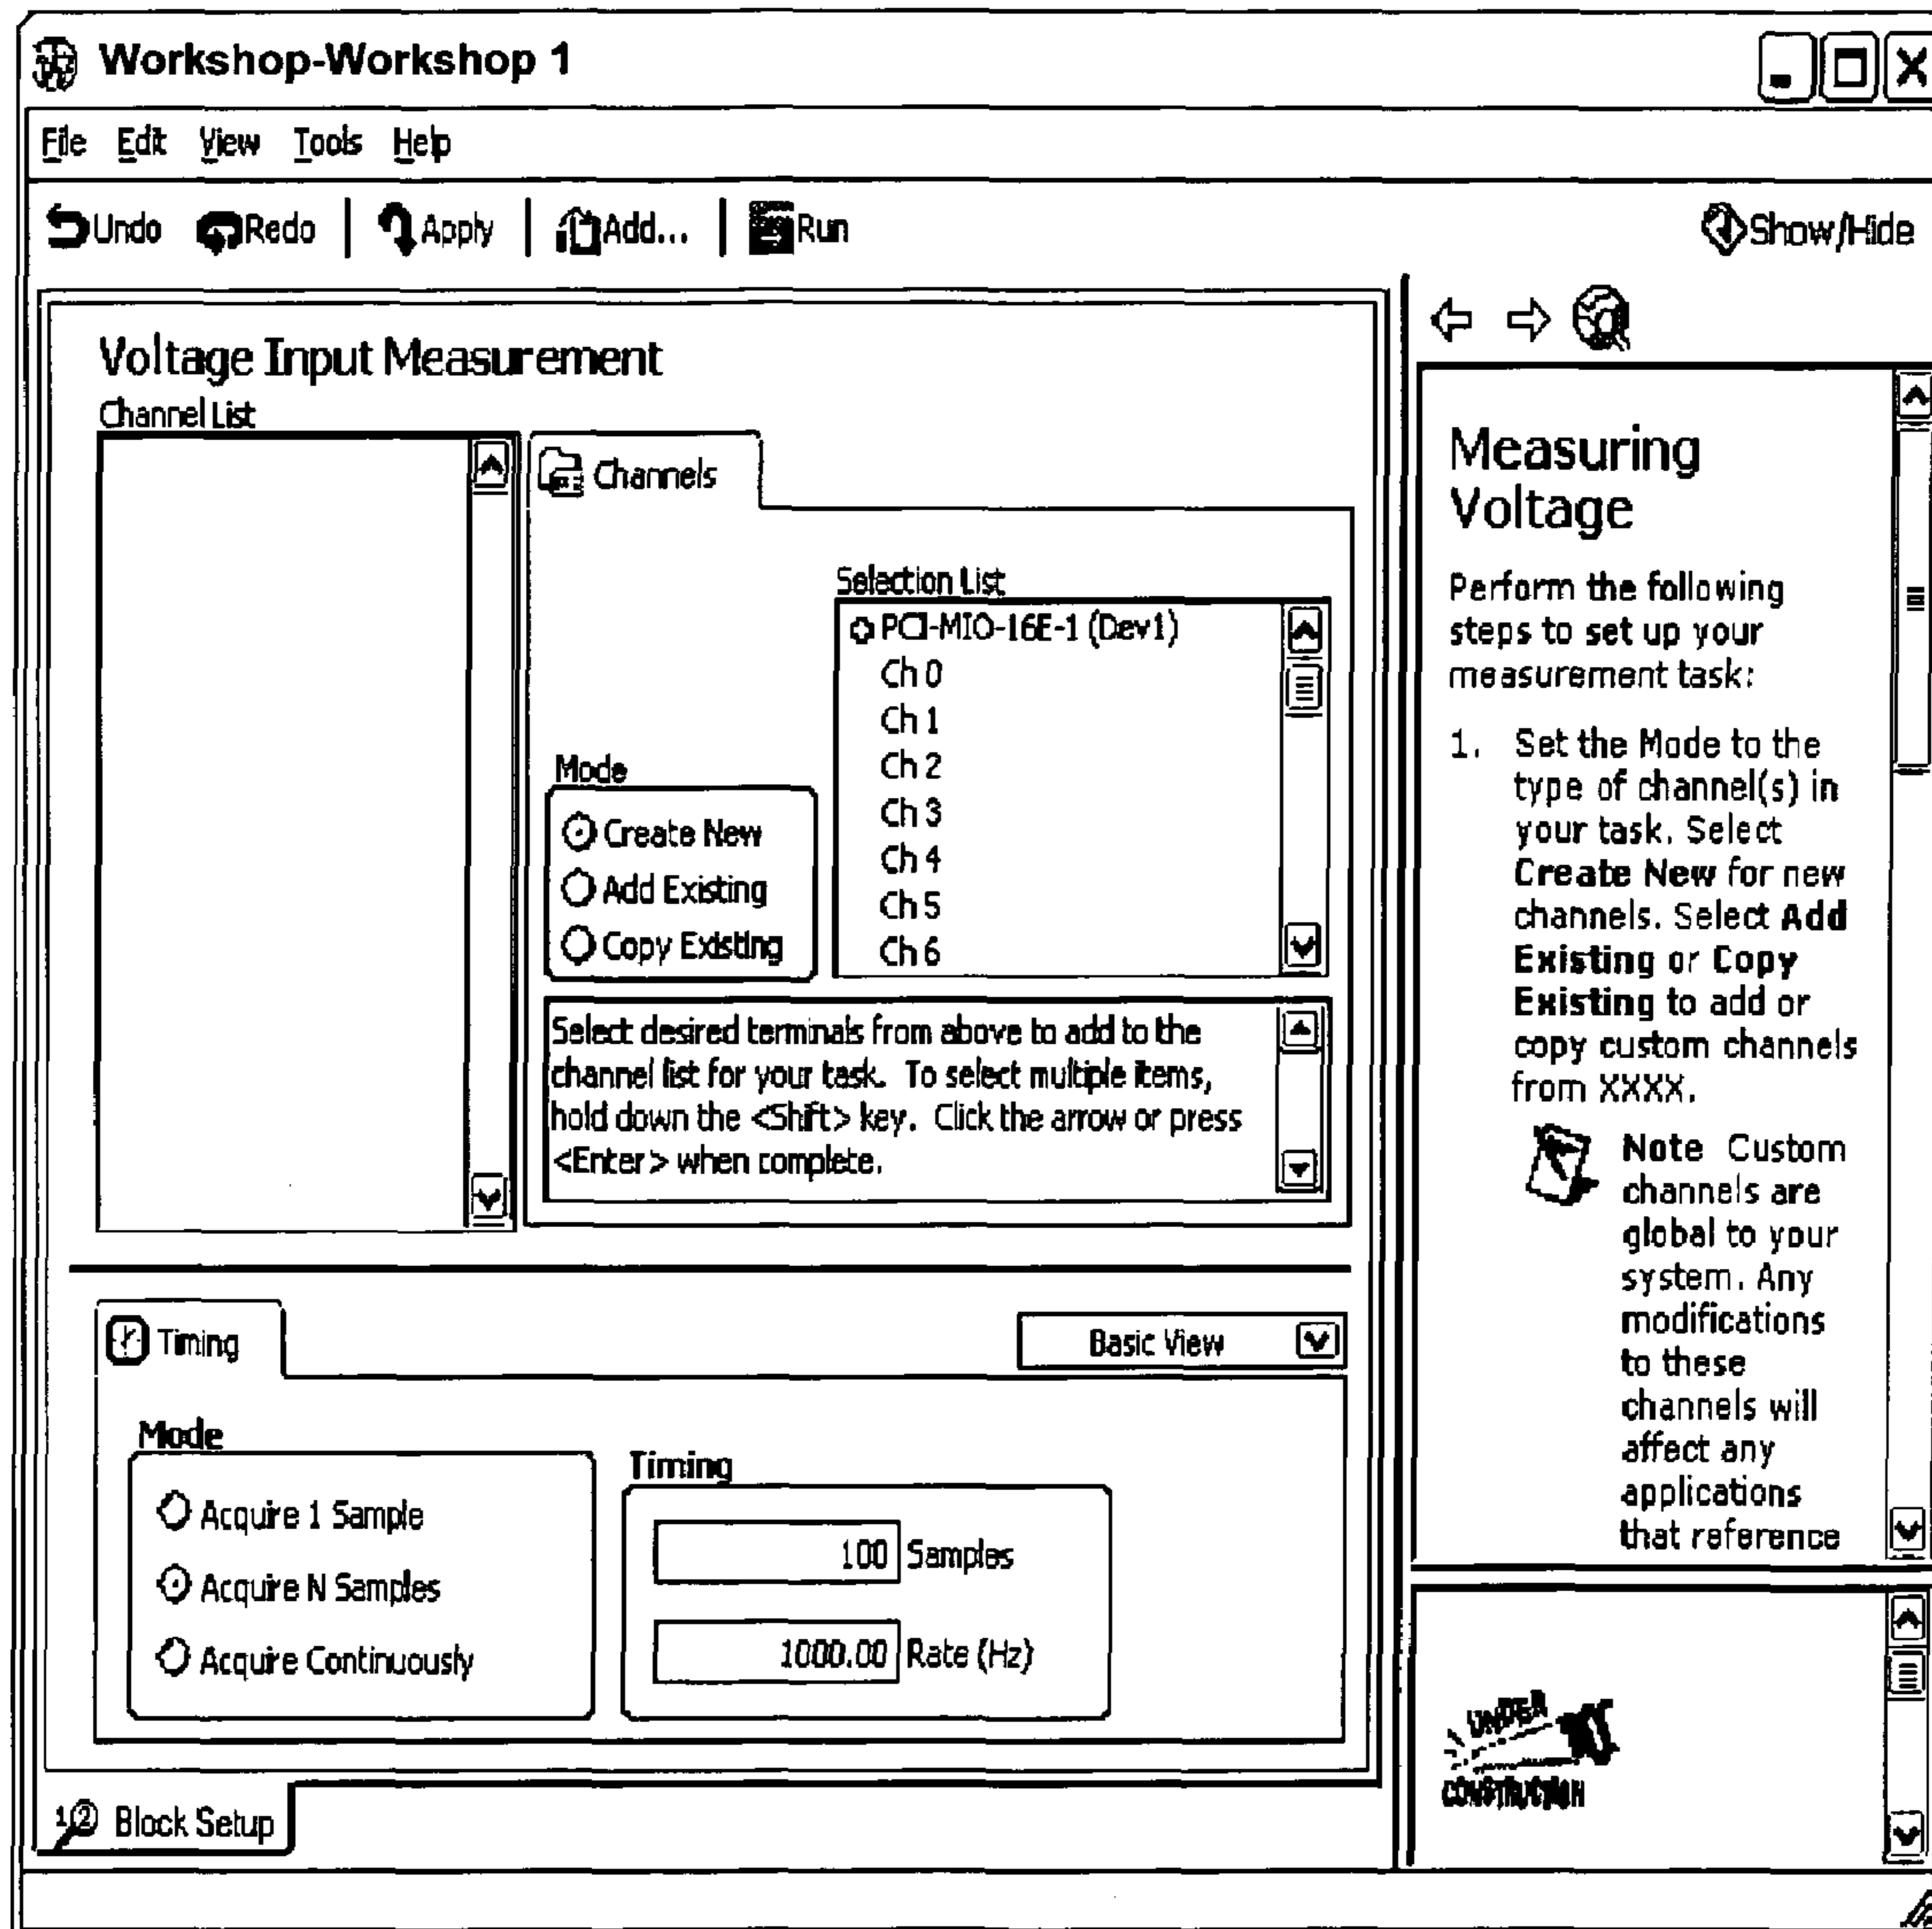 Workshop-Workshop 1
File Edit View Tools Help
Undo Redo Apply Add... Run Show/Hide
Voltage Input Measurement
Channel List
Channels
Selection List
PCI-MIO-16E-1 (Dev1)
Ch 0
Ch 1
Ch 2
Ch 3
Ch 4
Ch 5
Ch 6
Mode
Create New
Add Existing
Copy Existing
Select desired terminals from above to add to the
channel list for your task. To select multiple items,
hold down the <Shift> key. Click the arrow or press
<Enter> when complete.
Timing
Basic View
Mode
Acquire 1 Sample
Acquire N Samples
Acquire Continuously
Timing
100 Samples
1000.00 Rate (Hz)
Block Setup
Measuring
Voltage
Perform the following
steps to set up your
measurement task:
1. Set the Mode to the
type of channel(s) in
your task. Select
Create New for new
channels. Select Add
Existing or Copy
Existing to add or
copy custom channels
from XXXX.
Note Custom
channels are
global to your
system. Any
modifications
to these
channels will
affect any
applications
that reference
UNDER
CONSTRUCTION